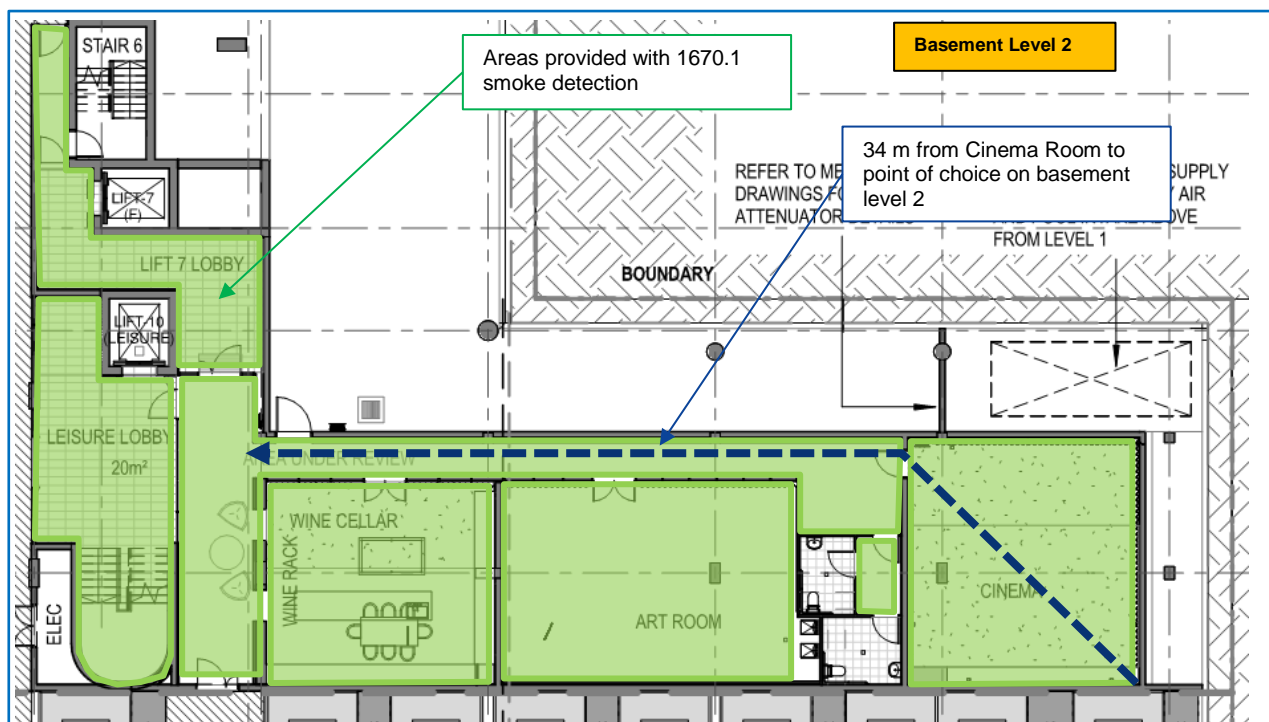 STAIR 6
Areas provided with 1670.1
smoke detection
Basement Level 2
34 m from Cinema Room to
point of choice on basement
level 2
REFER TO ME
SUPPLY
DRAWINGS FO
AIR
ATTENUATOR
ABOVE
FROM LEVEL 1
LIFT-7
(F)
LIFT 7 LOBBY
BOUNDARY
LIFT-10
(LEISURE)
LEISURE LOBBY
20m²
AREA UNDER REVIEW
WINE CELLAR
WINE RACK
ELEC
ART ROOM
CINEMA